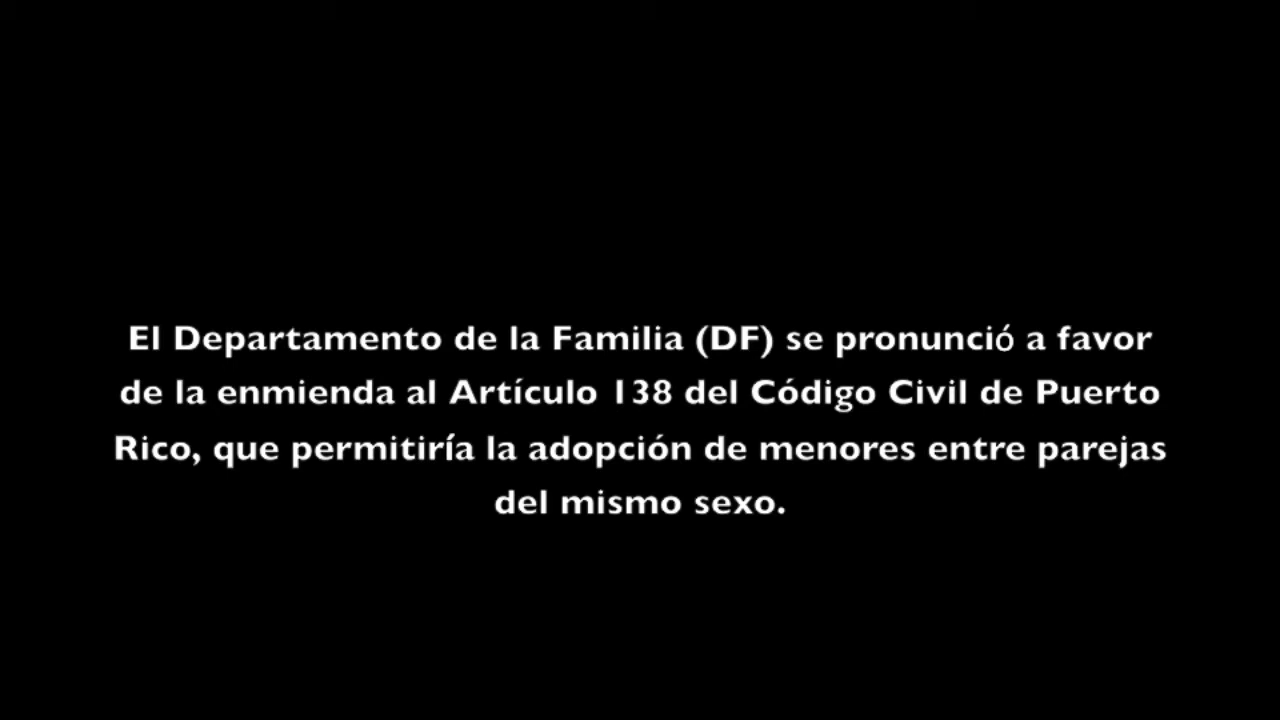 El Departamento de la Familia (DF) se pronunció a favor
de la enmienda al Artículo 138 del Código Civil de Puerto
Rico, que permitiría la adopción de menores entre parejas
del mismo sexo.